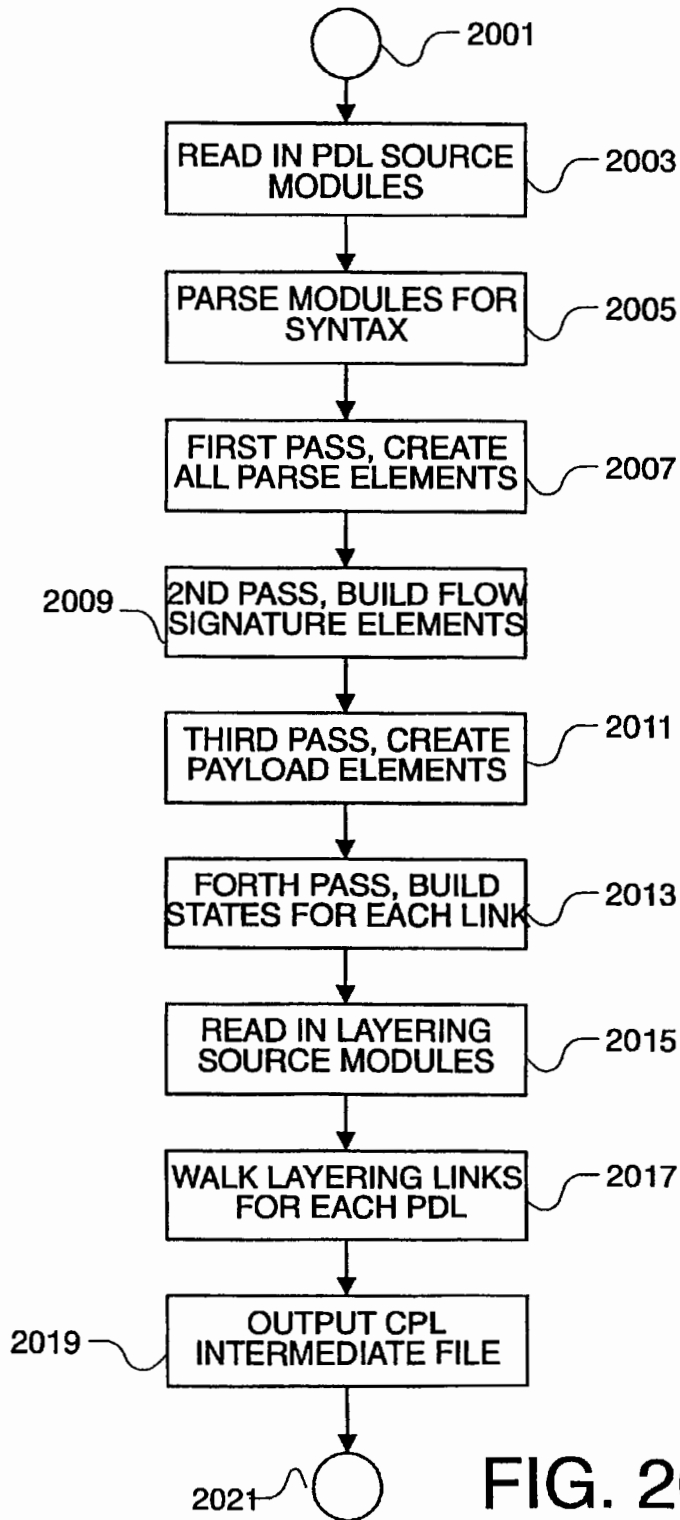 2001
READ IN PDL SOURCE
MODULES
2003
PARSE MODULES FOR
SYNTAX
2005
FIRST PASS, CREATE
ALL PARSE ELEMENTS
2007
2009
2ND PASS, BUILD FLOW
SIGNATURE ELEMENTS
THIRD PASS, CREATE
PAYLOAD ELEMENTS
2011
FORTH PASS, BUILD
STATES FOR EACH LINK
2013
READ IN LAYERING
SOURCE MODULES
2015
WALK LAYERING LINKS
FOR EACH PDL
2017
2019
OUTPUT CPL
INTERMEDIATE FILE
2021
FIG. 2